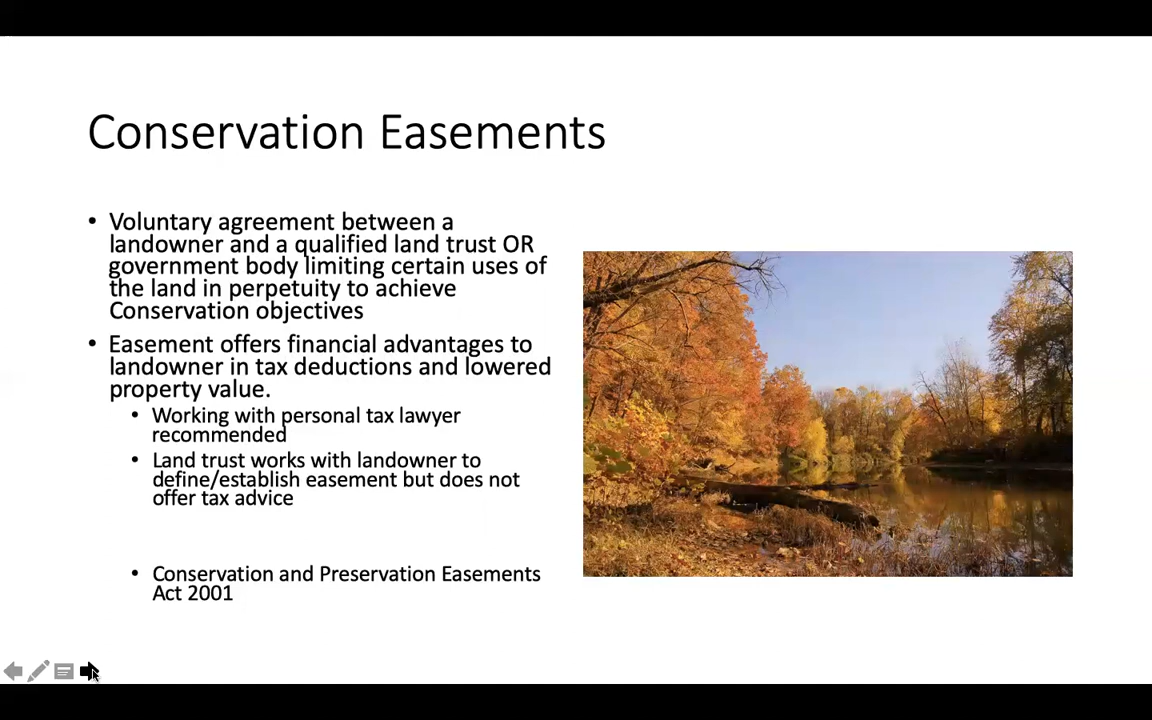 Conservation Easements
• Voluntary agreement between a
landowner and a qualified land trust OR
government body limiting certain uses of
the land in perpetuity to achieve
Conservation objectives
• Easement offers financial advantages to
landowner in tax deductions and lowered
property value.
• Working with personal tax lawyer
recommended
• Land trust works with landowner to
define/establish easement but does not
offer tax advice
• Conservation and Preservation Easements
Act 2001